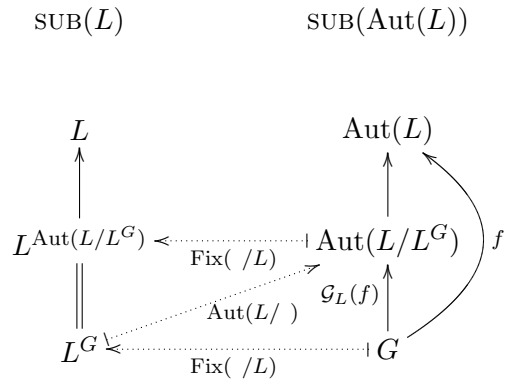 SUB(L) SUB(Aut(L))
L Aut(L)
L^{Aut(L/L^G)} Aut(L/L^G) f
Fix( /L)
𝒢_L(f)
Aut(L/ )
L^G G
Fix( /L)